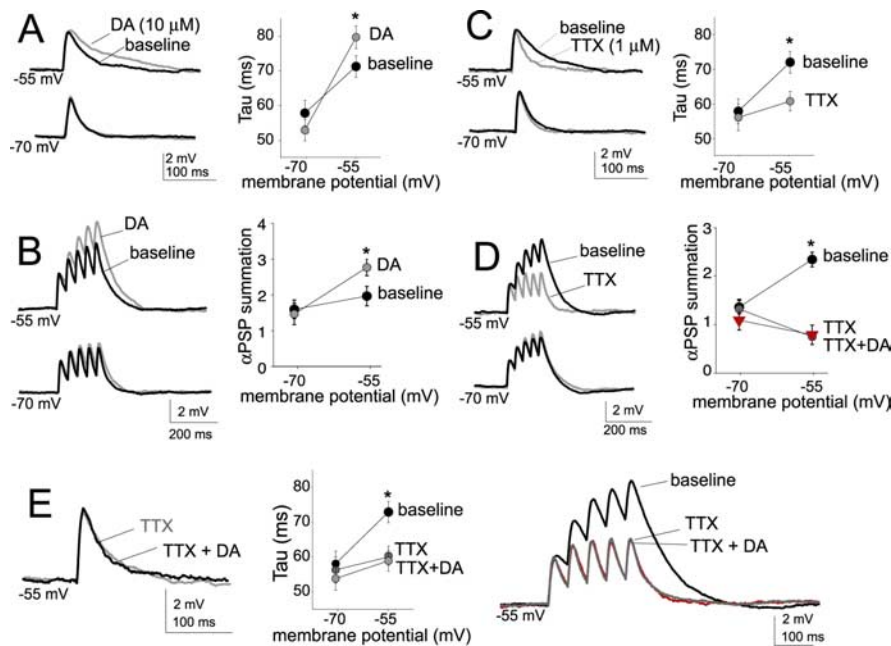 A
DA (10 µM)
baseline
-55 mV
-70 mV
2 mV
100 ms
Tau (ms)
80
70
60
50
*
DA
baseline
-70
-55
membrane potential (mV)
C
baseline
TTX (1 µM)
-55 mV
-70 mV
2 mV
100 ms
Tau (ms)
80
70
60
50
*
baseline
TTX
-70
-55
membrane potential (mV)
B
DA
baseline
-55 mV
-70 mV
2 mV
200 ms
αPSP summation
4
3
2
1
0
*
DA
baseline
-70
-55
membrane potential (mV)
D
baseline
TTX
-55 mV
-70 mV
2 mV
200 ms
αPSP summation
3
2
1
0
*
baseline
TTX
TTX+DA
-70
-55
membrane potential (mV)
E
TTX
TTX + DA
-55 mV
2 mV
100 ms
Tau (ms)
80
70
60
50
*
baseline
TTX
TTX+DA
-70
-55
membrane potential (mV)
baseline
TTX
TTX + DA
-55 mV
2 mV
100 ms